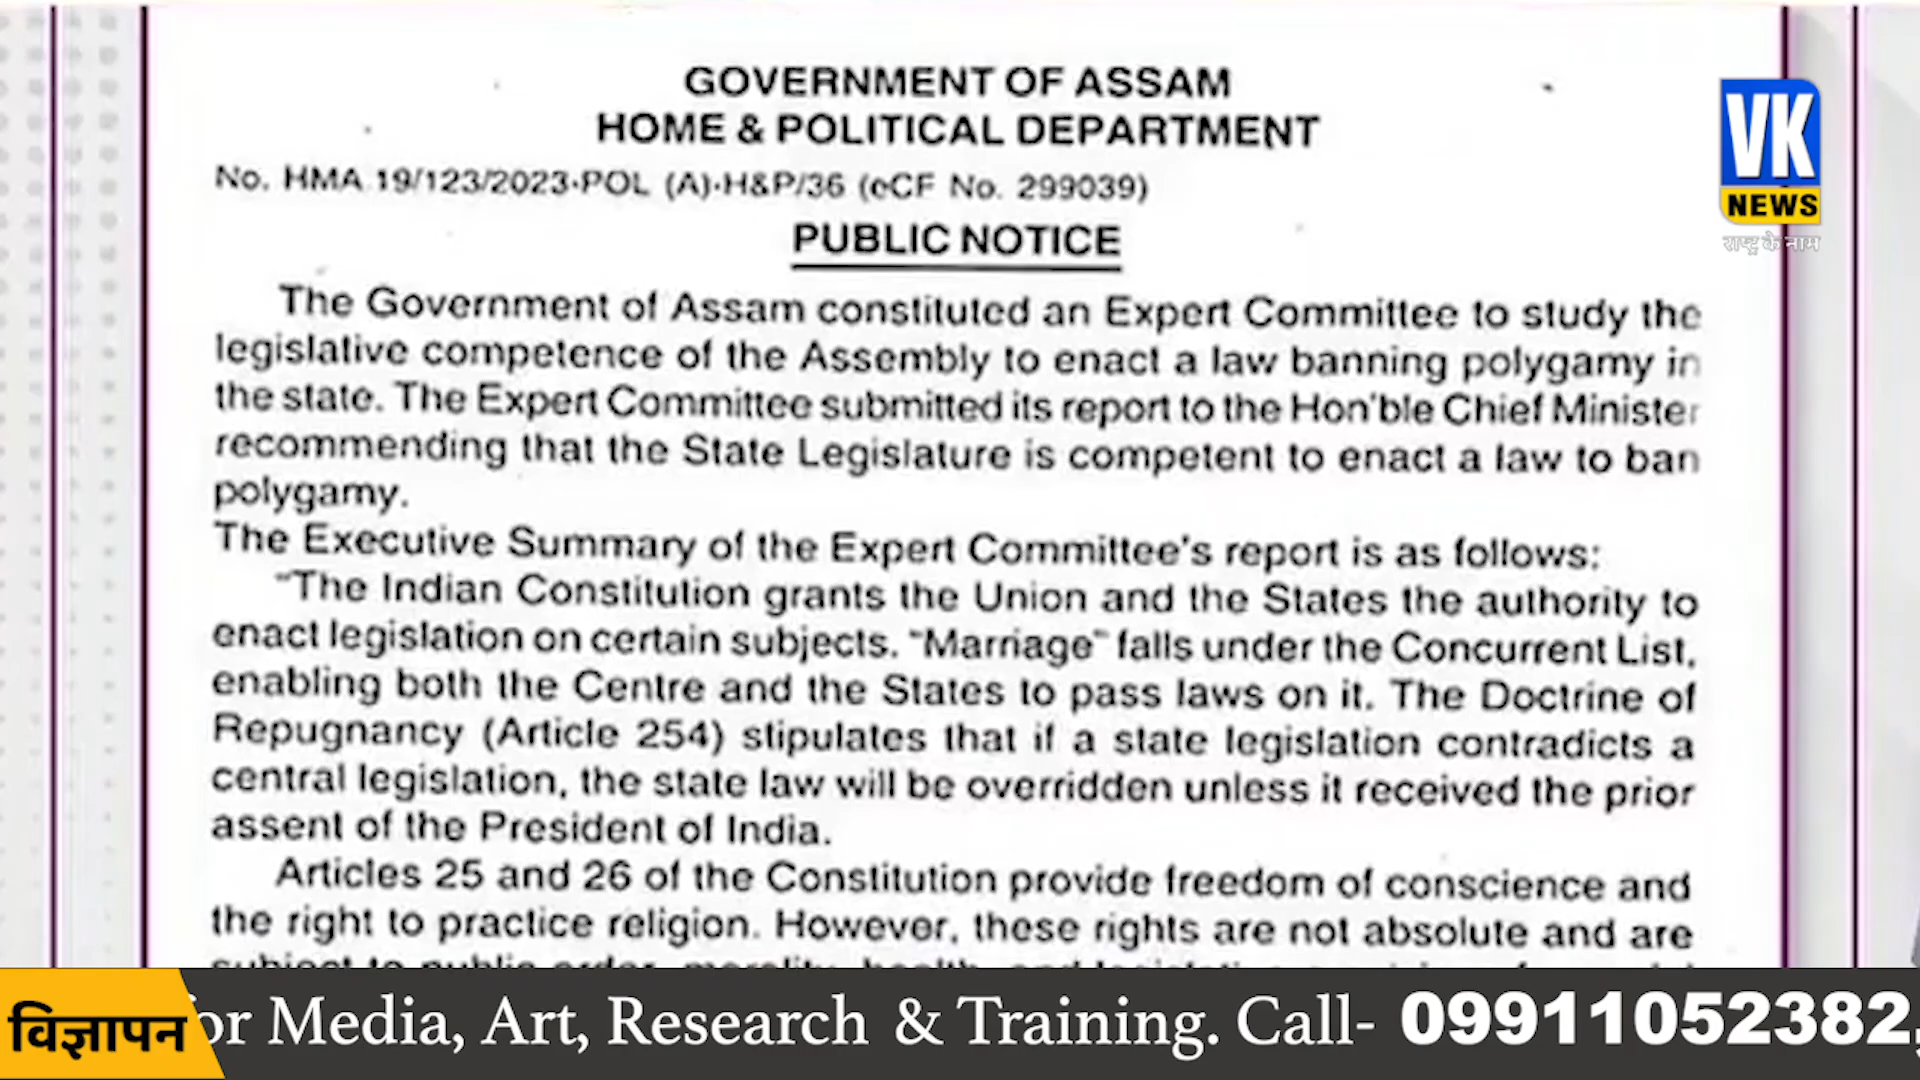 GOVERNMENT OF ASSAM
HOME & POLITICAL DEPARTMENT
No. HMA 19/123/2023-POL (A)-H&P/36 (eCF No. 299039)
PUBLIC NOTICE
The Government of Assam constituted an Expert Committee to study the
legislative competence of the Assembly to enact a law banning polygamy in
the state. The Expert Committee submitted its report to the Hon'ble Chief Minister
recommending that the State Legislature is competent to enact a law to ban
polygamy.
The Executive Summary of the Expert Committee's report is as follows:
"The Indian Constitution grants the Union and the States the authority to
enact legislation on certain subjects. "Marriage" falls under the Concurrent List,
enabling both the Centre and the States to pass laws on it. The Doctrine of
Repugnancy (Article 254) stipulates that if a state legislation contradicts a
central legislation, the state law will be overridden unless it received the prior
assent of the President of India.
Articles 25 and 26 of the Constitution provide freedom of conscience and
the right to practice religion. However, these rights are not absolute and are
subject to public order, morality, health, and
VK
NEWS
राष्ट्र के नाम
विज्ञापन
or Media, Art, Research & Training. Call- 09911052382,